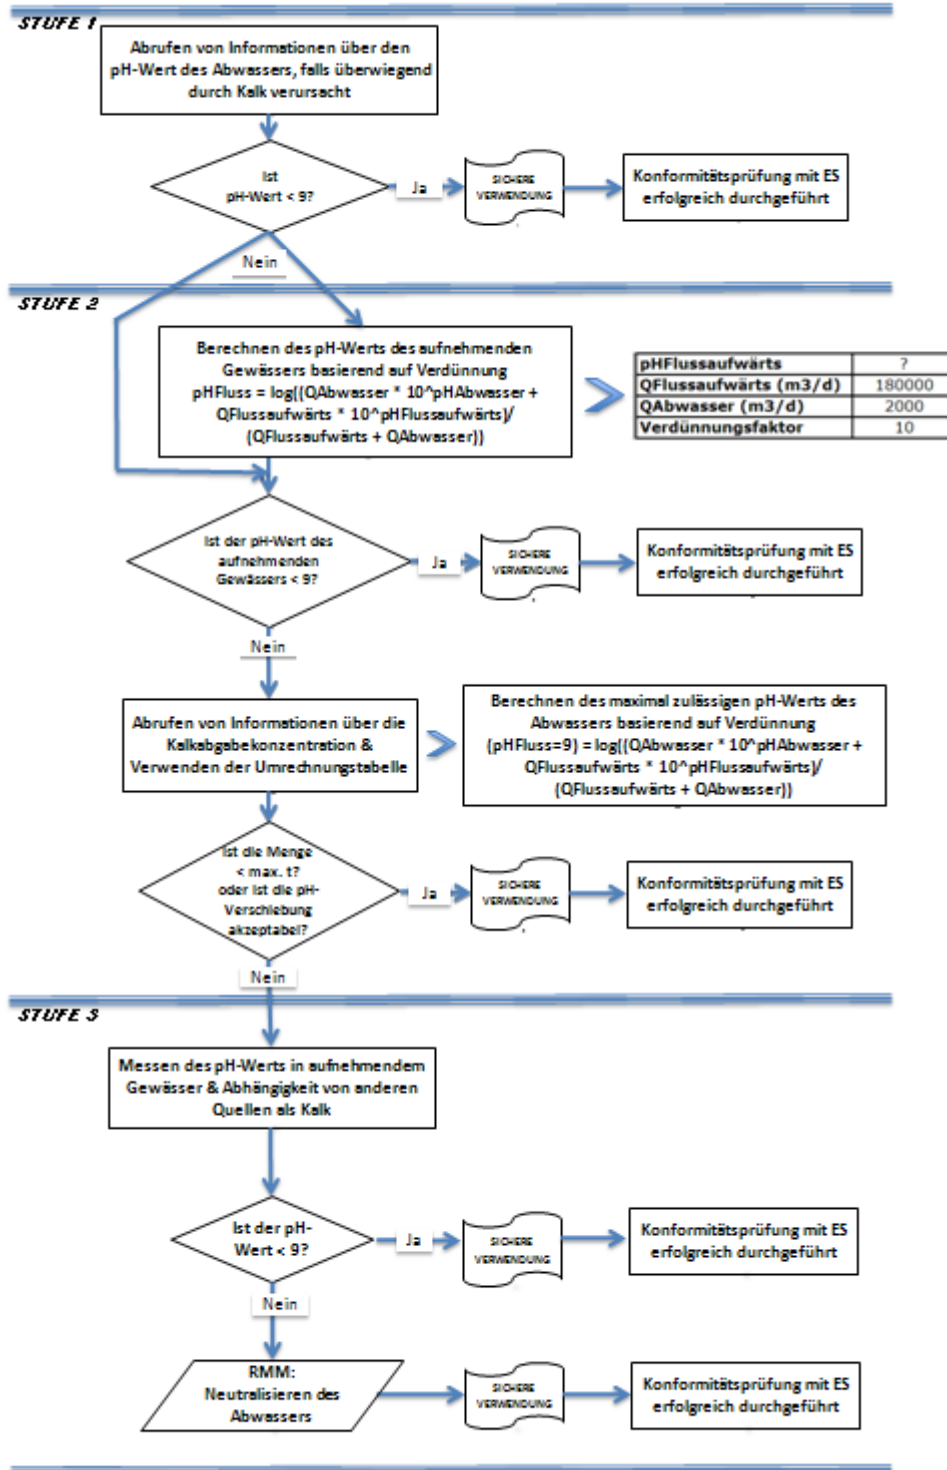 STUFE 1
Abrufen von Informationen über den
pH-Wert des Abwassers, falls überwiegend
durch Kalk verursacht
Ist
pH-Wert < 9?
Ja
SICHERE
VERWENDUNG
Konformitätsprüfung mit ES
erfolgreich durchgeführt
Nein
STUFE 2
Berechnen des pH-Werts des aufnehmenden
Gewässers basierend auf Verdünnung
pHFluss = log((QAbwasser * 10^pHAbwasser +
QFlussaufwärts * 10^pHFlussaufwärts)/
(QFlussaufwärts + QAbwasser))
pHFlussaufwärts ?
QFlussaufwärts (m3/d) 180000
QAbwasser (m3/d) 2000
Verdünnungsfaktor 10
Ist der pH-Wert des
aufnehmenden
Gewässers < 9?
Ja
SICHERE
VERWENDUNG
Konformitätsprüfung mit ES
erfolgreich durchgeführt
Nein
Abrufen von Informationen über die
Kalkabgabekonzentration &
Verwenden der Umrechnungstabelle
Berechnen des maximal zulässigen pH-Werts des
Abwassers basierend auf Verdünnung
(pHFluss=9) = log((QAbwasser * 10^pHAbwasser +
QFlussaufwärts * 10^pHFlussaufwärts)/
(QFlussaufwärts + QAbwasser))
Ist die Menge
< max. t?
oder ist die pH-
Verschiebung
akzeptabel?
Ja
SICHERE
VERWENDUNG
Konformitätsprüfung mit ES
erfolgreich durchgeführt
Nein
STUFE 3
Messen des pH-Werts in aufnehmendem
Gewässer & Abhängigkeit von anderen
Quellen als Kalk
Ist der pH-
Wert < 9?
Ja
SICHERE
VERWENDUNG
Konformitätsprüfung mit ES
erfolgreich durchgeführt
Nein
RMM:
Neutralisieren des
Abwassers
SICHERE
VERWENDUNG
Konformitätsprüfung mit ES
erfolgreich durchgeführt